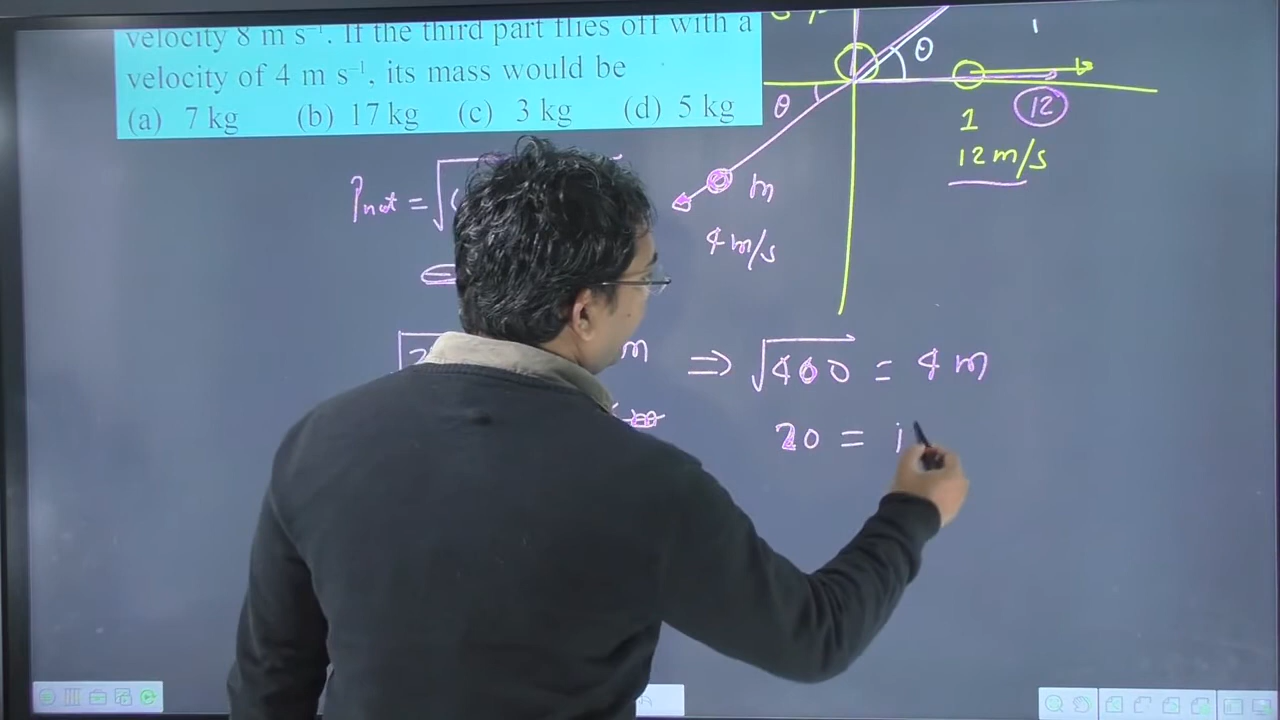 velocity 8 m s⁻¹. If the third part flies off with a
velocity of 4 m s⁻¹, its mass would be
(a) 7 kg (b) 17 kg (c) 3 kg (d) 5 kg
θ
1
θ
12
1
12 m/s
m
4 m/s
Pnet = √
m ⇒ √400 = 4 m
20 =